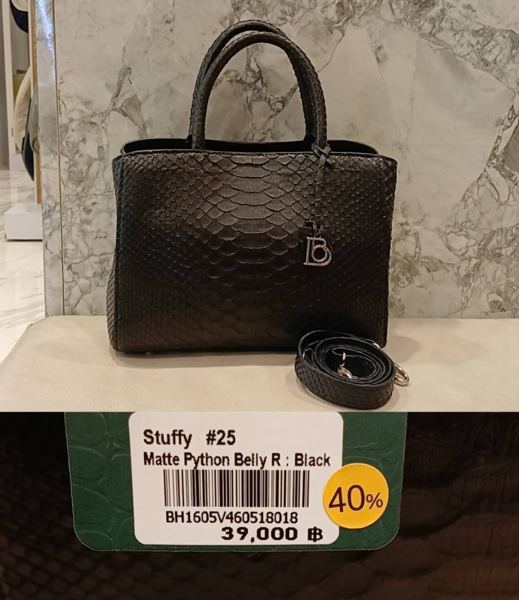 B
Stuffy #25
Matte Python Belly R : Black
BH1605V460518018
39,000 ฿
40%